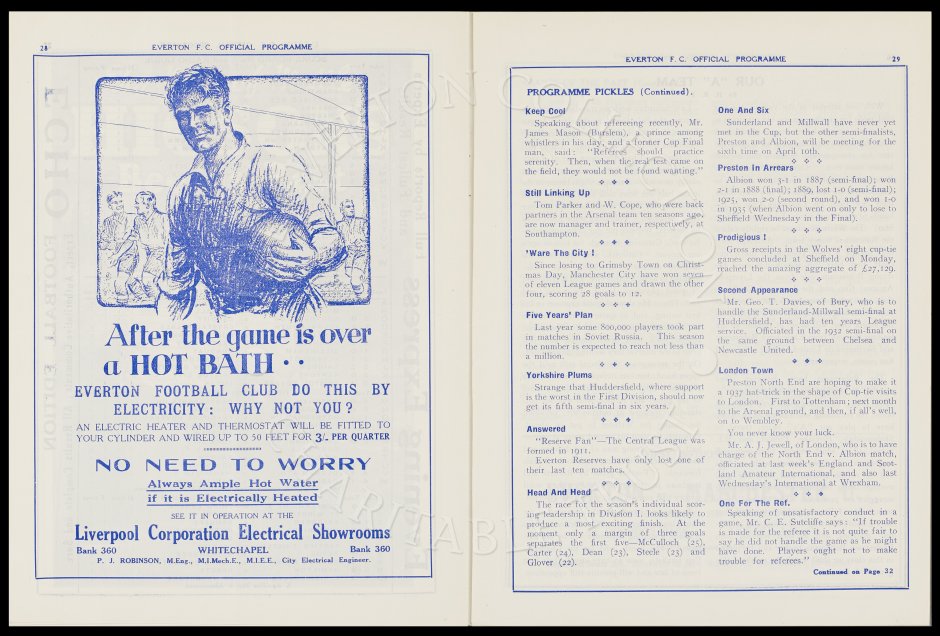 28
EVERTON F. C. OFFICIAL PROGRAMME
After the game is over
a HOT BATH · ·
EVERTON FOOTBALL CLUB DO THIS BY
ELECTRICITY: WHY NOT YOU?
AN ELECTRIC HEATER AND THERMOSTAT WILL BE FITTED TO
YOUR CYLINDER AND WIRED UP TO 50 FEET FOR 3/- PER QUARTER
NO NEED TO WORRY
Always Ample Hot Water
if it is Electrically Heated
SEE IT IN OPERATION AT THE
Liverpool Corporation Electrical Showrooms
Bank 360 WHITECHAPEL Bank 360
P. J. ROBINSON, M.Eng., M.I.Mech.E., M.I.E.E., City Electrical Engineer.
EVERTON F. C. OFFICIAL PROGRAMME
29
PROGRAMME PICKLES (Continued).
Keep Cool
Speaking about refereeing recently, Mr.
James Mason (Burslem), a prince among
whistlers in his day, and a former Cup Final
man, said: "Referees should practice
serenity. Then, when the real test came on
the field, they would not be found wanting."
Still Linking Up
Tom Parker and W. Cope, who were back
partners in the Arsenal team ten seasons ago,
are now manager and trainer, respectively, at
Southampton.
'Ware The City !
Since losing to Grimsby Town on Christ-
mas Day, Manchester City have won seven
of eleven League games and drawn the other
four, scoring 28 goals to 12.
Five Years' Plan
Last year some 800,000 players took part
in matches in Soviet Russia. This season
the number is expected to reach not less than
a million.
Yorkshire Plums
Strange that Huddersfield, where support
is the worst in the First Division, should now
get its fifth semi-final in six years.
Answered
"Reserve Fan"—The Central League was
formed in 1911.
Everton Reserves have only lost one of
their last ten matches.
Head And Head
The race for the season's individual scor-
ing leadership in Division I. looks likely to
produce a most exciting finish. At the
moment only a margin of three goals
separates the first five—McCulloch (25),
Carter (24), Dean (23), Steele (23) and
Glover (22).
One And Six
Sunderland and Millwall have never yet
met in the Cup, but the other semi-finalists,
Preston and Albion, will be meeting for the
sixth time on April 10th.
Preston In Arrears
Albion won 3-1 in 1887 (semi-final); won
2-1 in 1888 (final); 1889, lost 1-0 (semi-final);
1925, won 2-0 (second round), and won 1-0
in 1935 (when Albion went on only to lose to
Sheffield Wednesday in the Final).
Prodigious !
Gross receipts in the Wolves' eight cup-tie
games concluded at Sheffield on Monday,
reached the amazing aggregate of £27,129.
Second Appearance
Mr. Geo. T. Davies, of Bury, who is to
handle the Sunderland-Millwall semi-final at
Huddersfield, has had ten years League
service. Officiated in the 1932 semi-final on
the same ground between Chelsea and
Newcastle United.
London Town
Preston North End are hoping to make it
a 1937 hat-trick in the shape of Cup-tie visits
to London. First to Tottenham; next month
to the Arsenal ground, and then, if all's well,
on to Wembley.
You never know your luck.
Mr. A. J. Jewell, of London, who is to have
charge of the North End v. Albion match,
officiated at last week's England and Scot-
land Amateur International, and also last
Wednesday's International at Wrexham.
One For The Ref.
Speaking of unsatisfactory conduct in a
game, Mr. C. E. Sutcliffe says: "If trouble
is made for the referee it is not quite fair to
say he did not handle the game as he might
have done. Players ought not to make
trouble for referees."
Continued on Page 32